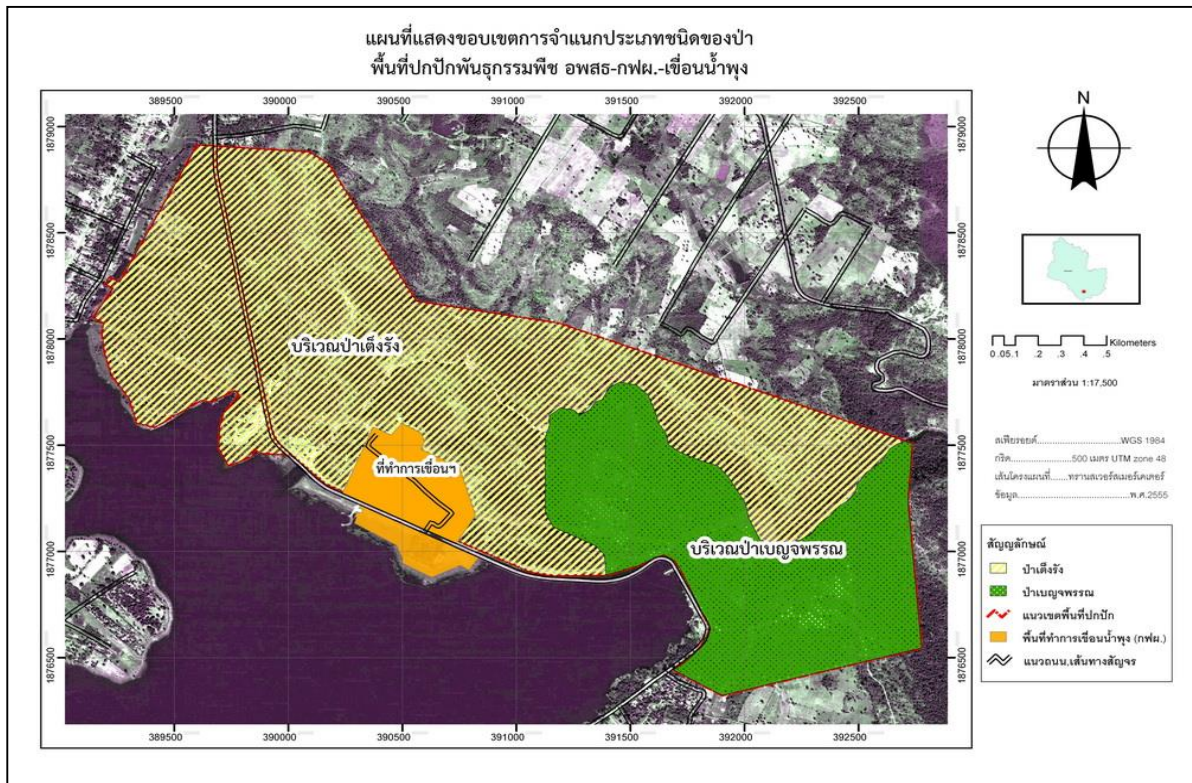 แผนที่แสดงขอบเขตการจำแนกประเภทชนิดของป่า
พื้นที่ปกปักพันธุกรรมพืช อพสธ-กฟผ.-เขื่อนน้ำพุง
389500 390000 390500 391000 391500 392000 392500
1879000 1879000
1878500 1878500
1878000 1878000
1877500 1877500
1877000 1877000
1876500 1876500
บริเวณป่าเต็งรัง
ที่ทำการเขื่อนฯ
บริเวณป่าเบญจพรรณ
389500 390000 390500 391000 391500 392000 392500
N
0 .05.1 .2 .3 .4 .5 Kilometers
มาตราส่วน 1:17,500
สเฟียรอยด์..............................WGS 1984
กริด......................500 เมตร UTM zone 48
เส้นโครงแผนที่.......ทรานสเวอร์สเมอร์เคเตอร์
ข้อมูล.........................................พ.ศ.2555
สัญญลักษณ์
ป่าเต็งรัง
ป่าเบญจพรรณ
แนวเขตพื้นที่ปกปัก
พื้นที่ทำการเขื่อนน้ำพุง (กฟผ.)
แนวถนน,เส้นทางสัญจร